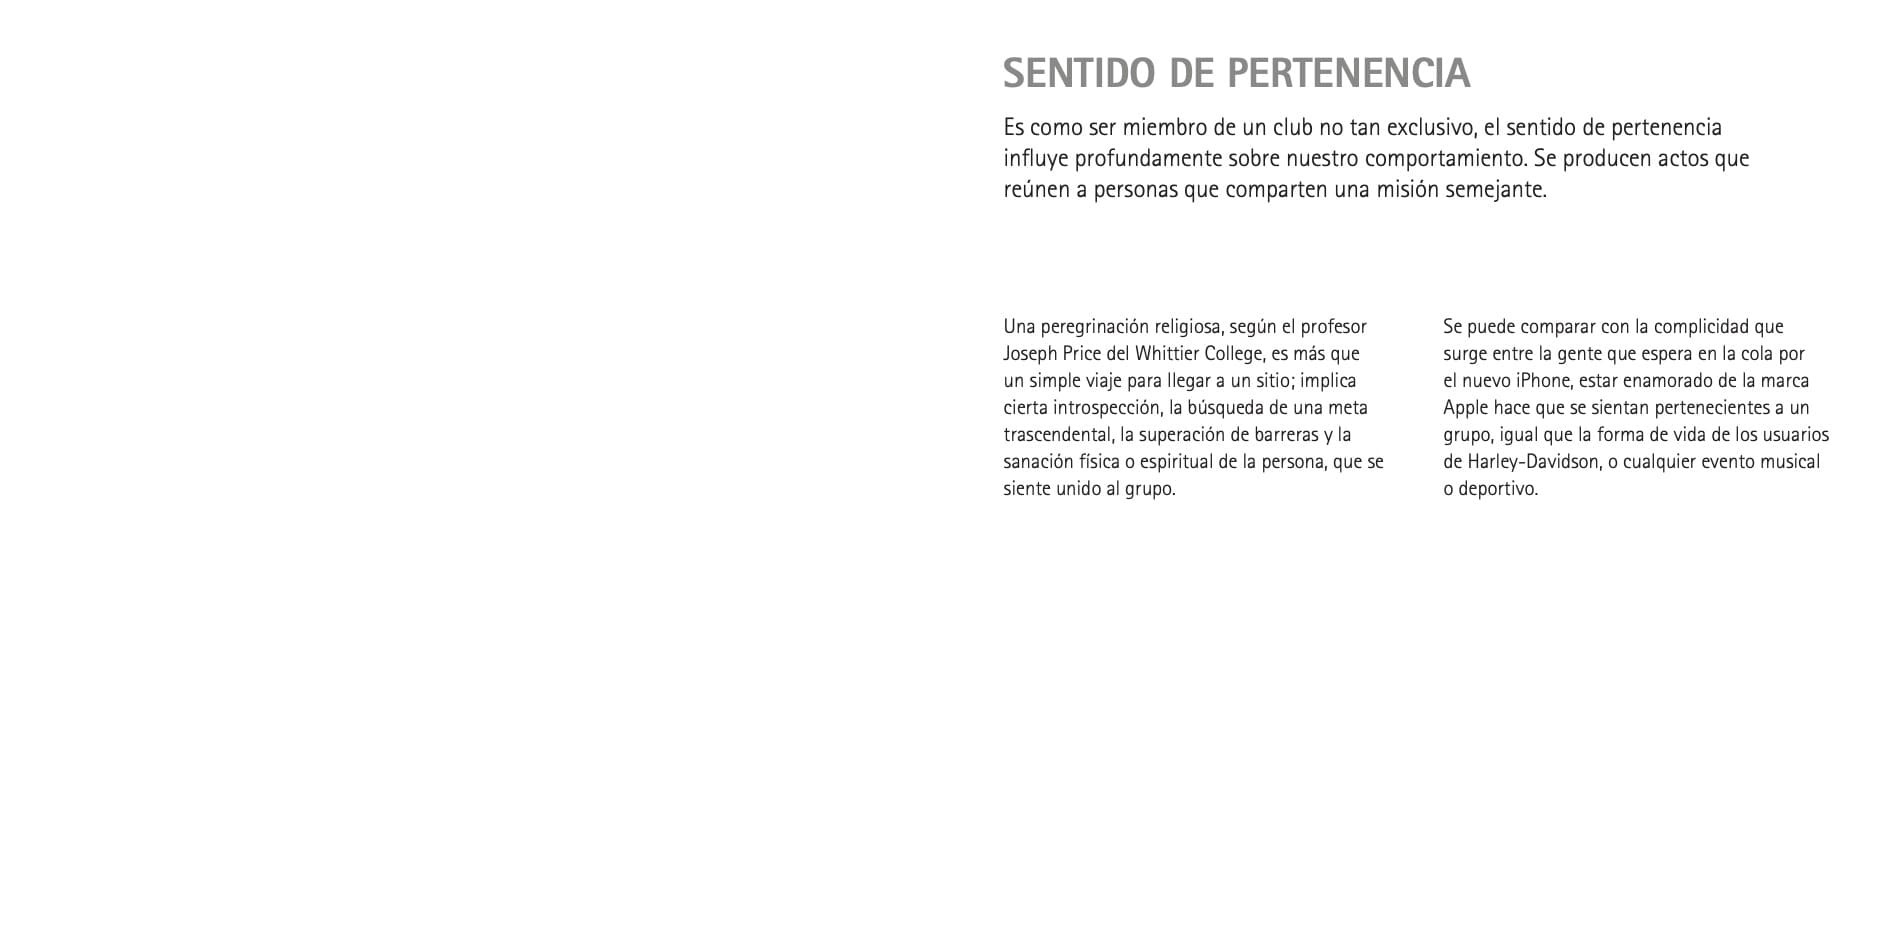 SENTIDO DE PERTENENCIA
Es como ser miembro de un club no tan exclusivo, el sentido de pertenencia
influye profundamente sobre nuestro comportamiento. Se producen actos que
reúnen a personas que comparten una misión semejante.
Una peregrinación religiosa, según el profesor
Joseph Price del Whittier College, es más que
un simple viaje para llegar a un sitio; implica
cierta introspección, la búsqueda de una meta
trascendental, la superación de barreras y la
sanación física o espiritual de la persona, que se
siente unido al grupo.
Se puede comparar con la complicidad que
surge entre la gente que espera en la cola por
el nuevo iPhone, estar enamorado de la marca
Apple hace que se sientan pertenecientes a un
grupo, igual que la forma de vida de los usuarios
de Harley-Davidson, o cualquier evento musical
o deportivo.